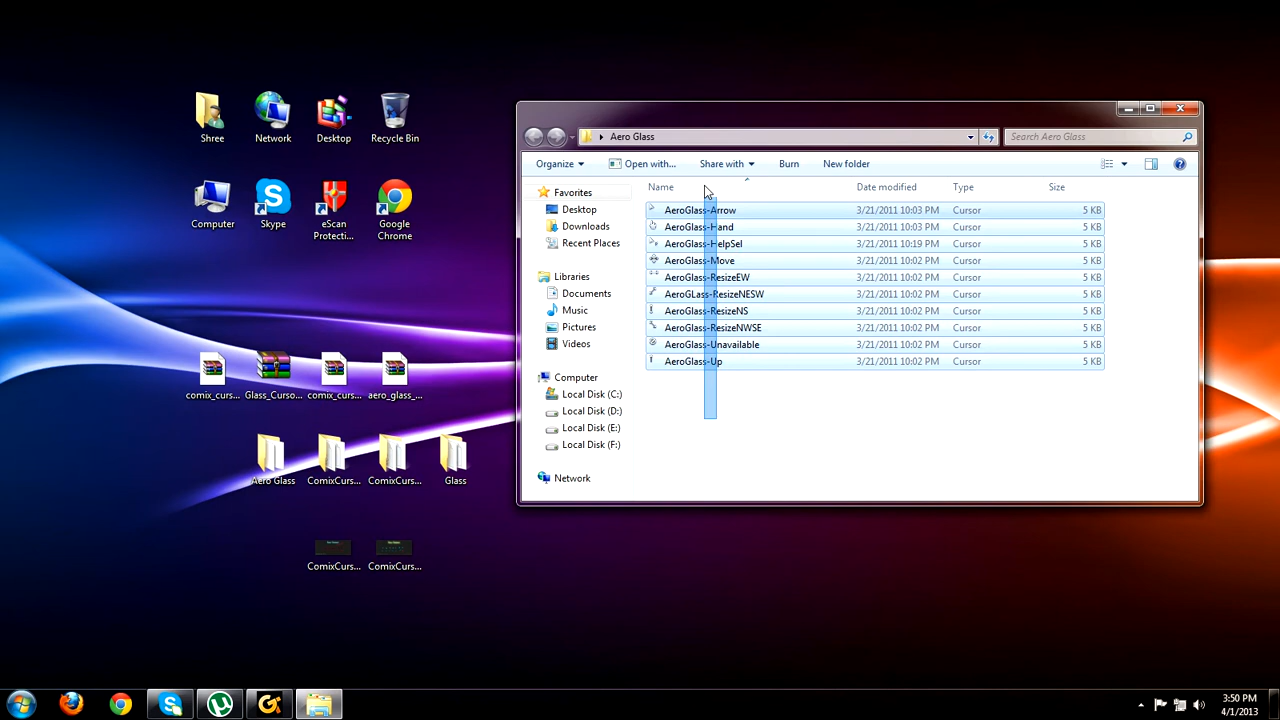 Shree
Network
Desktop
Recycle Bin
Computer
Skype
eScan Protecti...
Google Chrome
comix_curs...
Glass_Curso...
comix_curs...
aero_glass_...
Aero Glass
ComixCurs...
ComixCurs...
Glass
ComixCurs...
ComixCurs...
Aero Glass
Search Aero Glass
Organize Open with... Share with Burn New folder
Favorites
Desktop
Downloads
Recent Places
Libraries
Documents
Music
Pictures
Videos
Computer
Local Disk (C:)
Local Disk (D:)
Local Disk (E:)
Local Disk (F:)
Network
Name Date modified Type Size
AeroGlass-Arrow 3/21/2011 10:03 PM Cursor 5 KB
AeroGlass-Hand 3/21/2011 10:03 PM Cursor 5 KB
AeroGlass-HelpSel 3/21/2011 10:19 PM Cursor 5 KB
AeroGlass-Move 3/21/2011 10:02 PM Cursor 5 KB
AeroGlass-ResizeEW 3/21/2011 10:02 PM Cursor 5 KB
AeroGLass-ResizeNESW 3/21/2011 10:02 PM Cursor 5 KB
AeroGlass-ResizeNS 3/21/2011 10:02 PM Cursor 5 KB
AeroGlass-ResizeNWSE 3/21/2011 10:02 PM Cursor 5 KB
AeroGlass-Unavailable 3/21/2011 10:02 PM Cursor 5 KB
AeroGlass-Up 3/21/2011 10:02 PM Cursor 5 KB
3:50 PM
4/1/2013